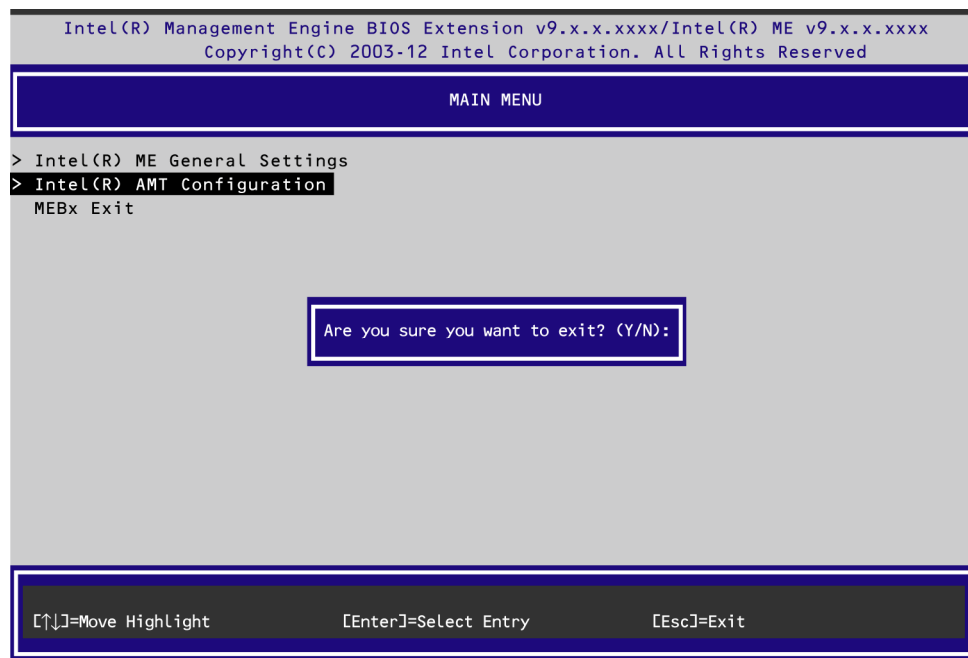 Intel(R) Management Engine BIOS Extension v9.x.x.xxxx/Intel(R) ME v9.x.x.xxxx
Copyright(C) 2003-12 Intel Corporation. All Rights Reserved
MAIN MENU
> Intel(R) ME General Settings
> Intel(R) AMT Configuration
MEBx Exit
Are you sure you want to exit? (Y/N):
[↑↓]=Move Highlight [Enter]=Select Entry [Esc]=Exit